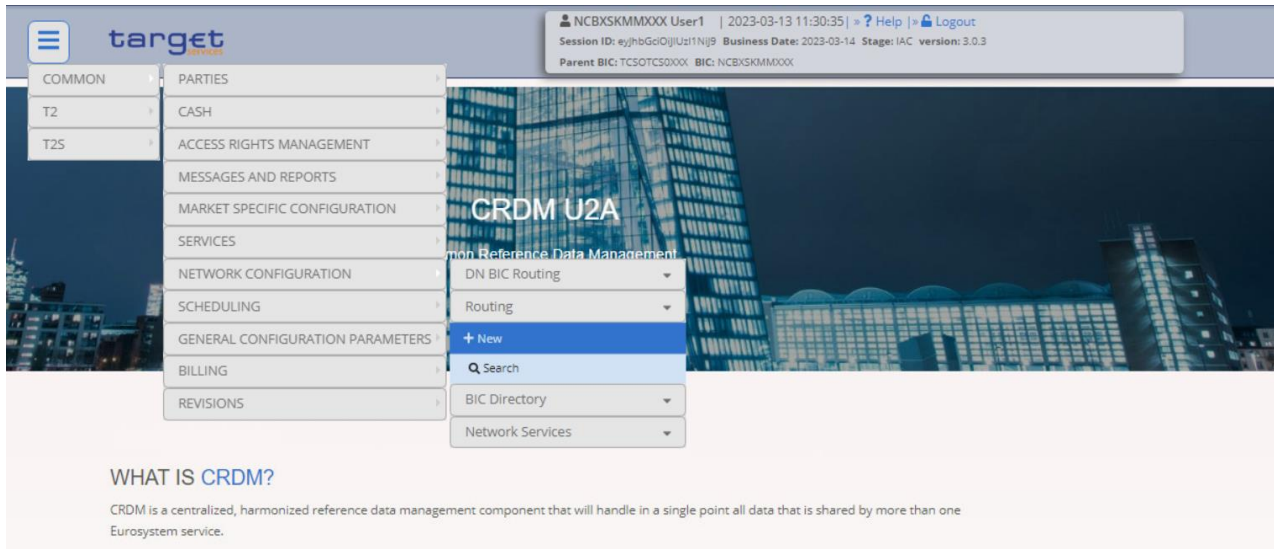 NCBXSKMMXXX User1 | 2023-03-13 11:30:35 | » ? Help | » Logout
target
services
Session ID: eyJhbGciOiJIUzI1NiJ9 Business Date: 2023-03-14 Stage: IAC version: 3.0.3
Parent BIC: TCSOTCS0XXX BIC: NCBXSKMMXXX
COMMON
T2
T2S
PARTIES
CASH
ACCESS RIGHTS MANAGEMENT
MESSAGES AND REPORTS
MARKET SPECIFIC CONFIGURATION
SERVICES
NETWORK CONFIGURATION
SCHEDULING
GENERAL CONFIGURATION PARAMETERS
BILLING
REVISIONS
CRDM U2A
Reference Data Management
DN BIC Routing
Routing
+ New
Search
BIC Directory
Network Services
WHAT IS CRDM?
CRDM is a centralized, harmonized reference data management component that will handle in a single point all data that is shared by more than one
Eurosystem service.